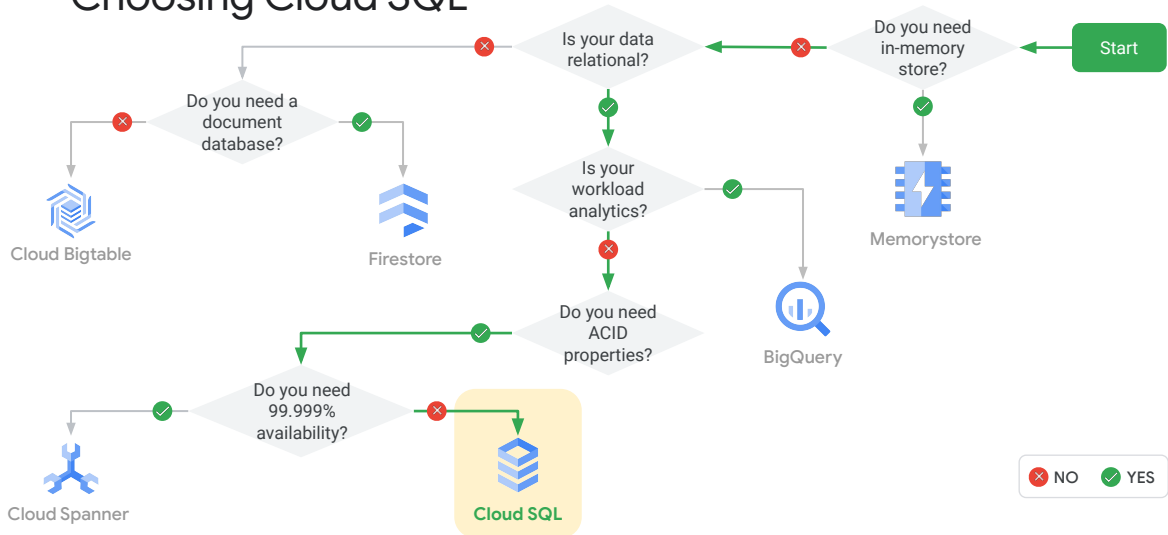 Choosing Cloud SQL
Start
Do you need
in-memory
store?
Is your data
relational?
Do you need a
document
database?
Is your
workload
analytics?
Cloud Bigtable
Firestore
Memorystore
Do you need
ACID
properties?
BigQuery
Do you need
99.999%
availability?
Cloud Spanner
Cloud SQL
NO
YES